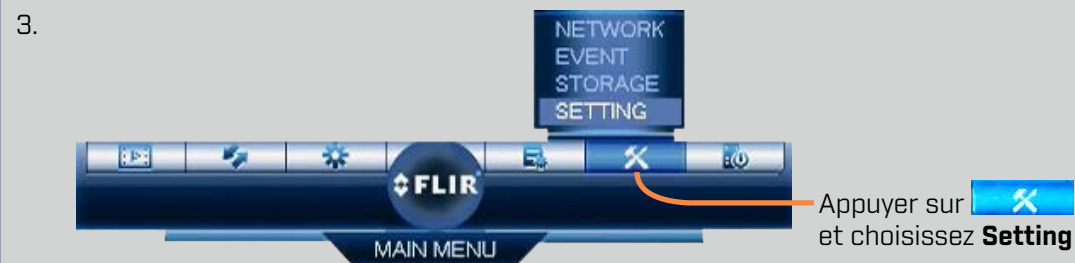 3.
NETWORK
EVENT
STORAGE
SETTING
FLIR
MAIN MENU
Appuyer sur
et choisissez Setting